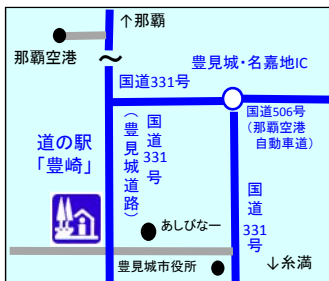 ↑那覇
那覇空港
～
豊見城・名嘉地IC
国道331号
国道506号
(那覇空港
自動車道)
道の駅
「豊崎」
国道331号
(豊見城道路)
国道331号
あしびなー
豊見城市役所
↓糸満